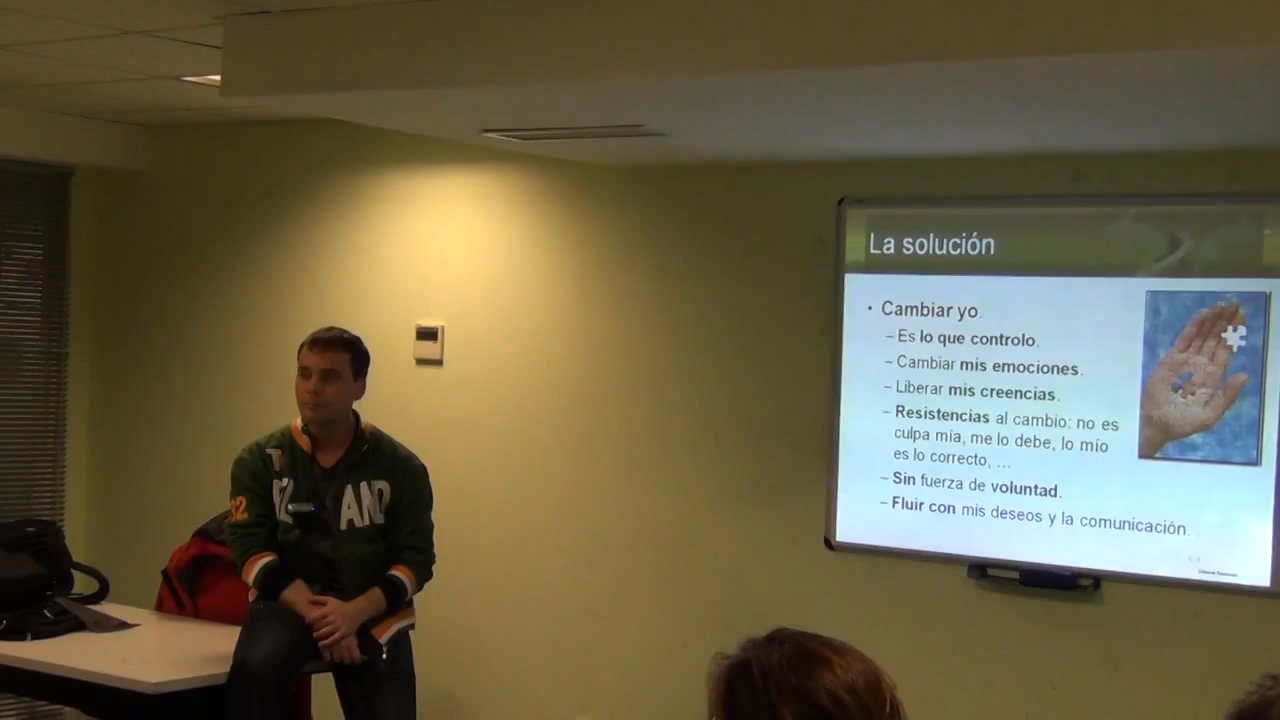 La solución
• Cambiar yo.
– Es lo que controlo.
– Cambiar mis emociones.
– Liberar mis creencias.
– Resistencias al cambio: no es
culpa mía, me lo debe, lo mío
es lo correcto, ...
– Sin fuerza de voluntad.
– Fluir con mis deseos y la comunicación.
AND